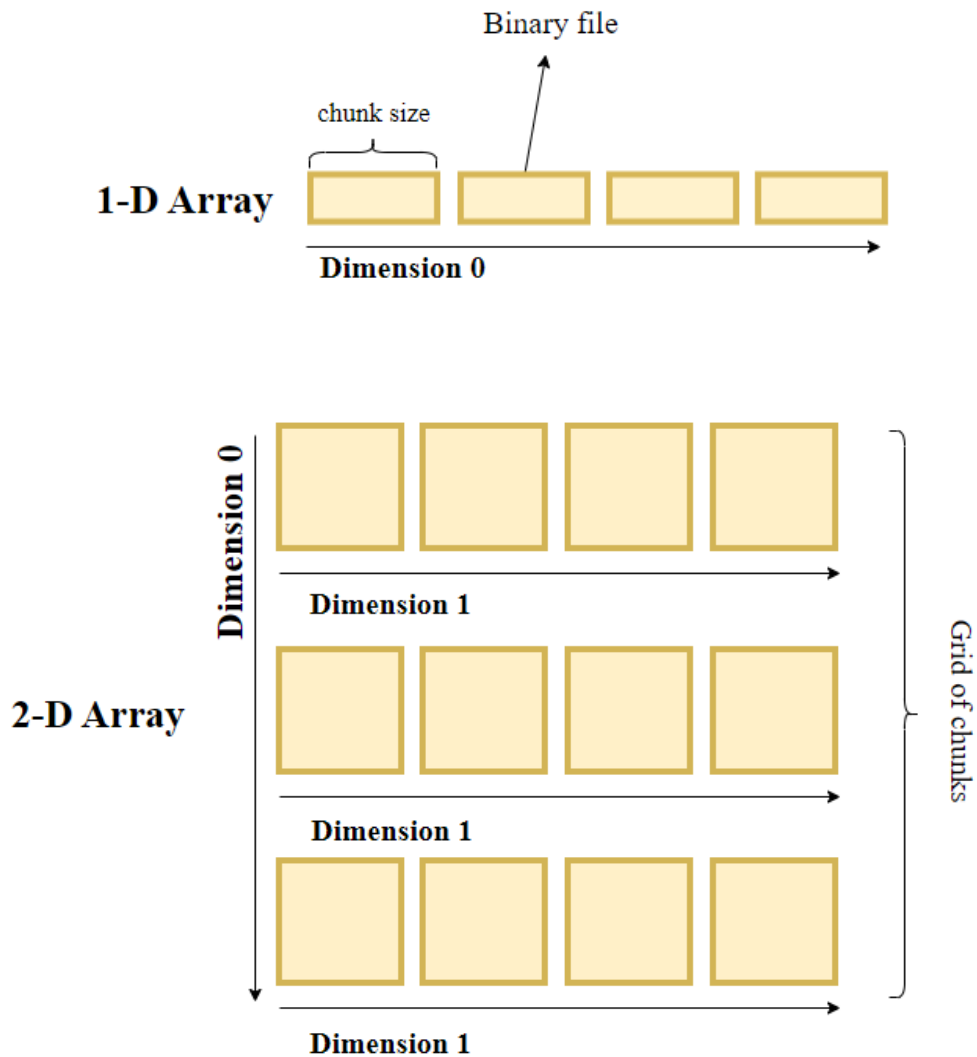 Binary file
chunk size
1-D Array
Dimension 0
Dimension 0
Dimension 1
2-D Array
Grid of chunks
Dimension 1
Dimension 1